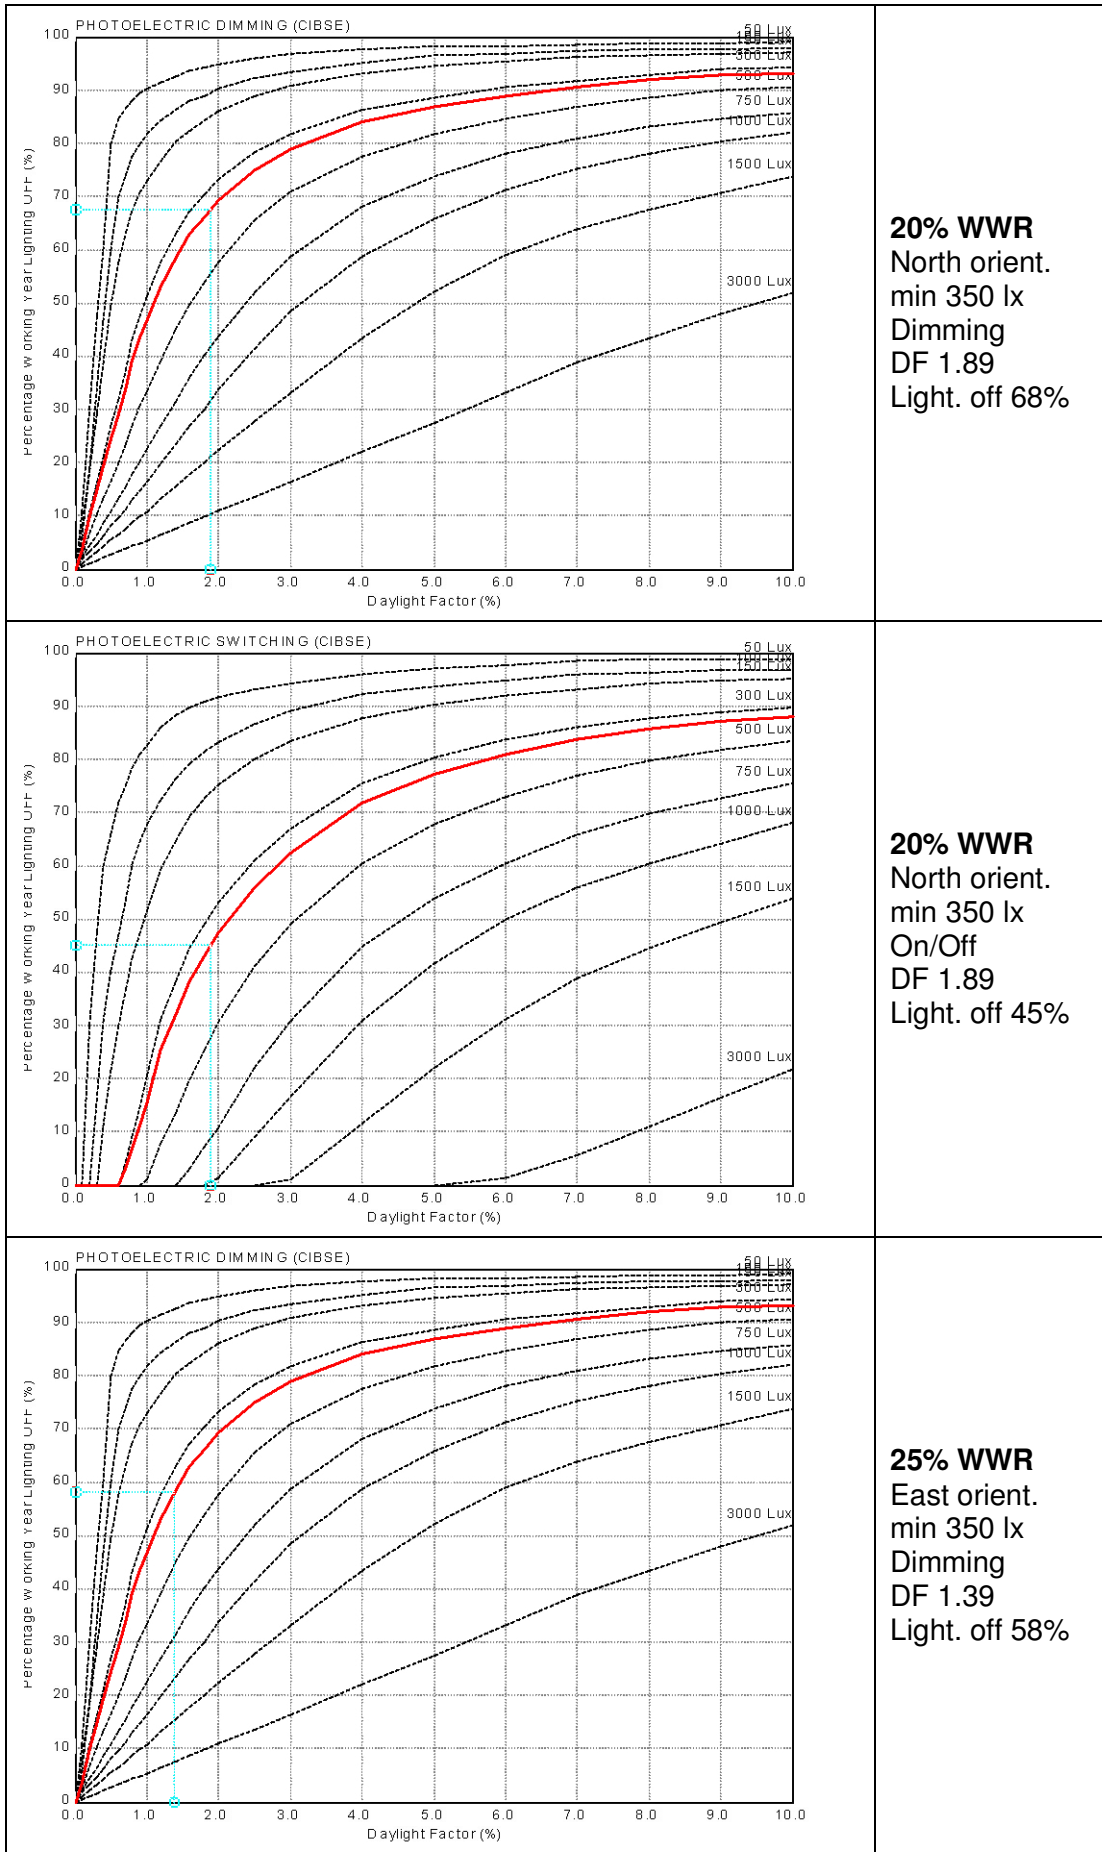 PHOTOELECTRIC DIMMING (CIBSE)
Percentage Working Year Lighting OFF (%)
100
90
80
70
60
50
40
30
20
10
0
50 Lux
300 Lux
500 Lux
750 Lux
1000 Lux
1500 Lux
3000 Lux
0.0 1.0 2.0 3.0 4.0 5.0 6.0 7.0 8.0 9.0 10.0
Daylight Factor (%)
20% WWR
North orient.
min 350 lx
Dimming
DF 1.89
Light. off 68%
PHOTOELECTRIC SWITCHING (CIBSE)
Percentage Working Year Lighting OFF (%)
100
90
80
70
60
50
40
30
20
10
0
50 Lux
100 Lux
150 Lux
300 Lux
500 Lux
750 Lux
1000 Lux
1500 Lux
3000 Lux
0.0 1.0 2.0 3.0 4.0 5.0 6.0 7.0 8.0 9.0 10.0
Daylight Factor (%)
20% WWR
North orient.
min 350 lx
On/Off
DF 1.89
Light. off 45%
PHOTOELECTRIC DIMMING (CIBSE)
Percentage Working Year Lighting OFF (%)
100
90
80
70
60
50
40
30
20
10
0
50 Lux
300 Lux
500 Lux
750 Lux
1000 Lux
1500 Lux
3000 Lux
0.0 1.0 2.0 3.0 4.0 5.0 6.0 7.0 8.0 9.0 10.0
Daylight Factor (%)
25% WWR
East orient.
min 350 lx
Dimming
DF 1.39
Light. off 58%